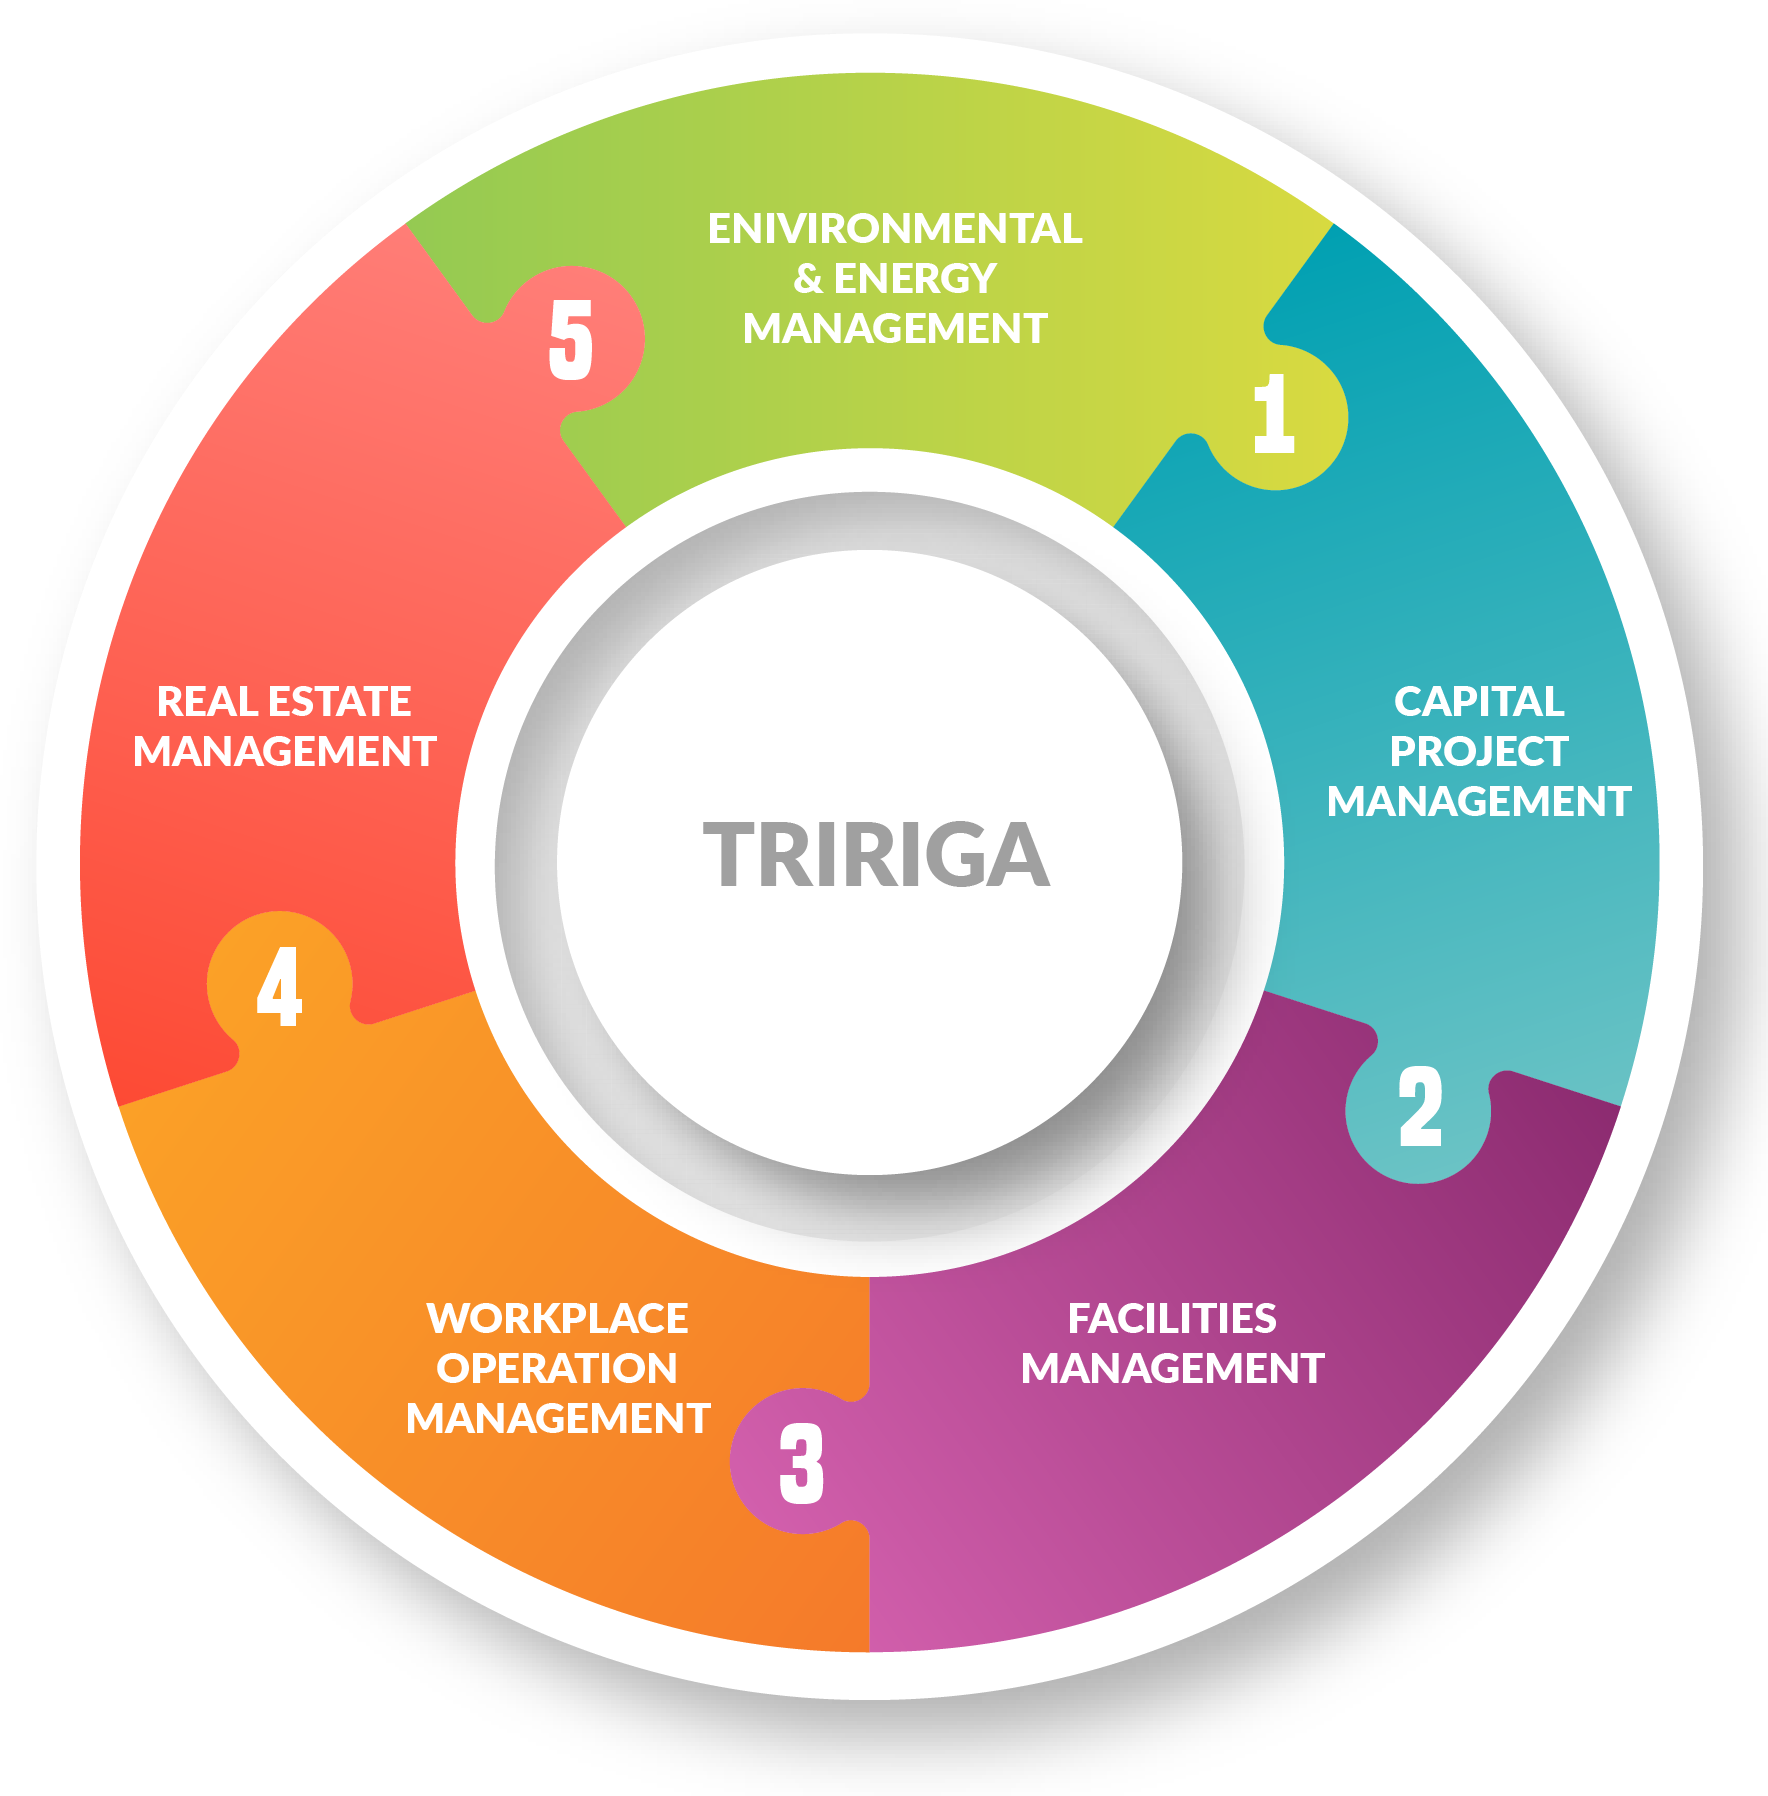 ENIVIRONMENTAL
& ENERGY
MANAGEMENT
1
CAPITAL
PROJECT
MANAGEMENT
2
FACILITIES
MANAGEMENT
3
WORKPLACE
OPERATION
MANAGEMENT
4
REAL ESTATE
MANAGEMENT
5
TRIRIGA